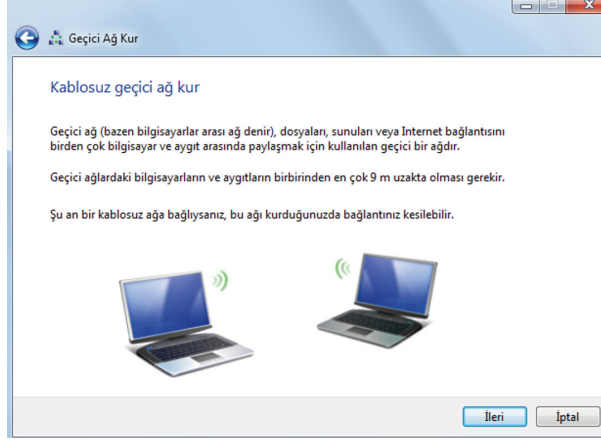 Geçici Ağ Kur
Kablosuz geçici ağ kur
Geçici ağ (bazen bilgisayarlar arası ağ denir), dosyaları, sunuları veya Internet bağlantısını
birden çok bilgisayar ve aygıt arasında paylaşmak için kullanılan geçici bir ağdır.
Geçici ağlardaki bilgisayarların ve aygıtların birbirinden en çok 9 m uzakta olması gerekir.
Şu an bir kablosuz ağa bağlıysanız, bu ağı kurduğunuzda bağlantınız kesilebilir.
İleri İptal